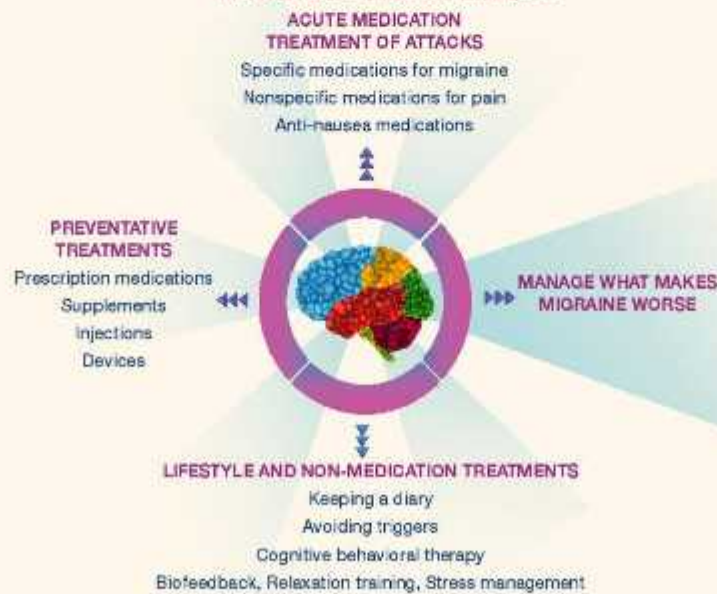 ACUTE MEDICATION
TREATMENT OF ATTACKS
Specific medications for migraine
Nonspecific medications for pain
Anti-nausea medications
PREVENTATIVE
TREATMENTS
Prescription medications
Supplements
Injections
Devices
MANAGE WHAT MAKES
MIGRAINE WORSE
LIFESTYLE AND NON-MEDICATION TREATMENTS
Keeping a diary
Avoiding triggers
Cognitive behavioral therapy
Biofeedback, Relaxation training, Stress management